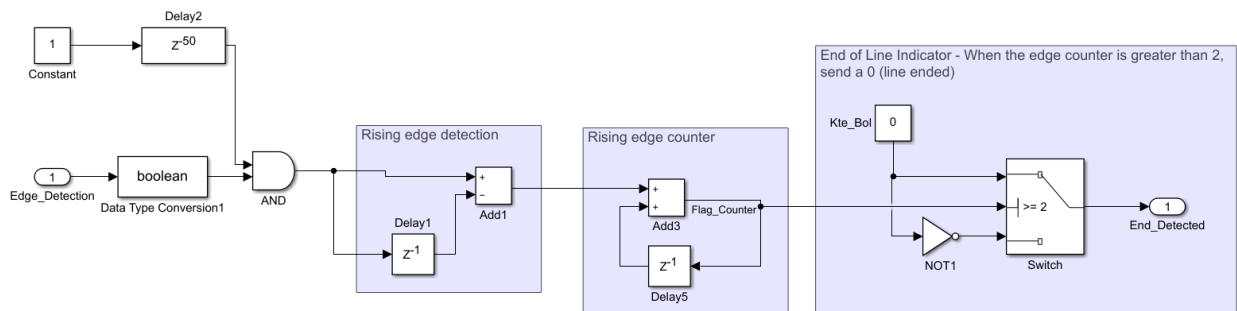 Delay2
1
Z-50
Constant
End of Line Indicator - When the edge counter is greater than 2,
send a 0 (line ended)
Kte_Bol
0
Rising edge detection
Rising edge counter
1
Edge_Detection
boolean
Data Type Conversion1
AND
+
−
Add1
Delay1
Z-1
+
+
Add3
Flag_Counter
Z-1
Delay5
>= 2
Switch
NOT1
1
End_Detected